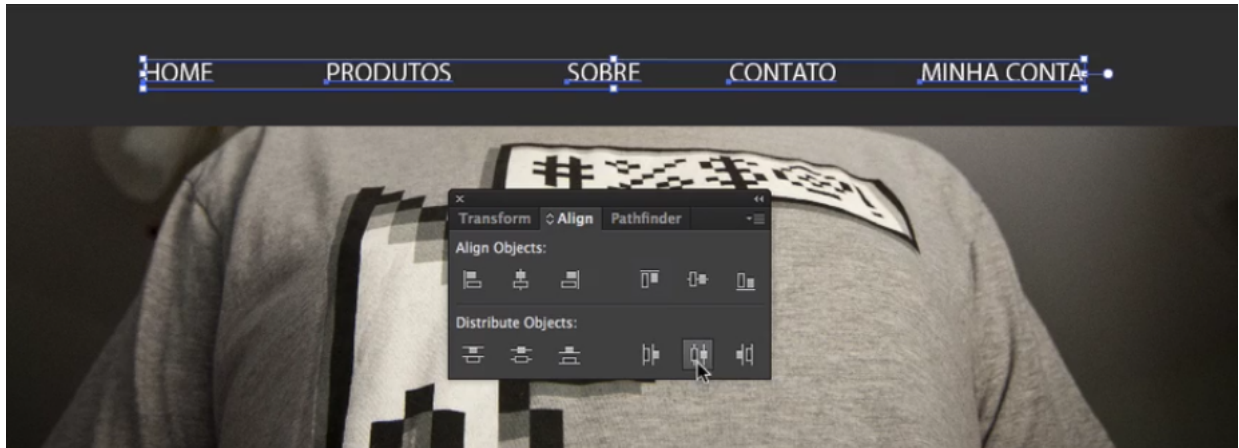 HOME PRODUTOS SOBRE CONTATO MINHA CONTA
#%$@!
Transform Align Pathfinder
Align Objects:
Distribute Objects: